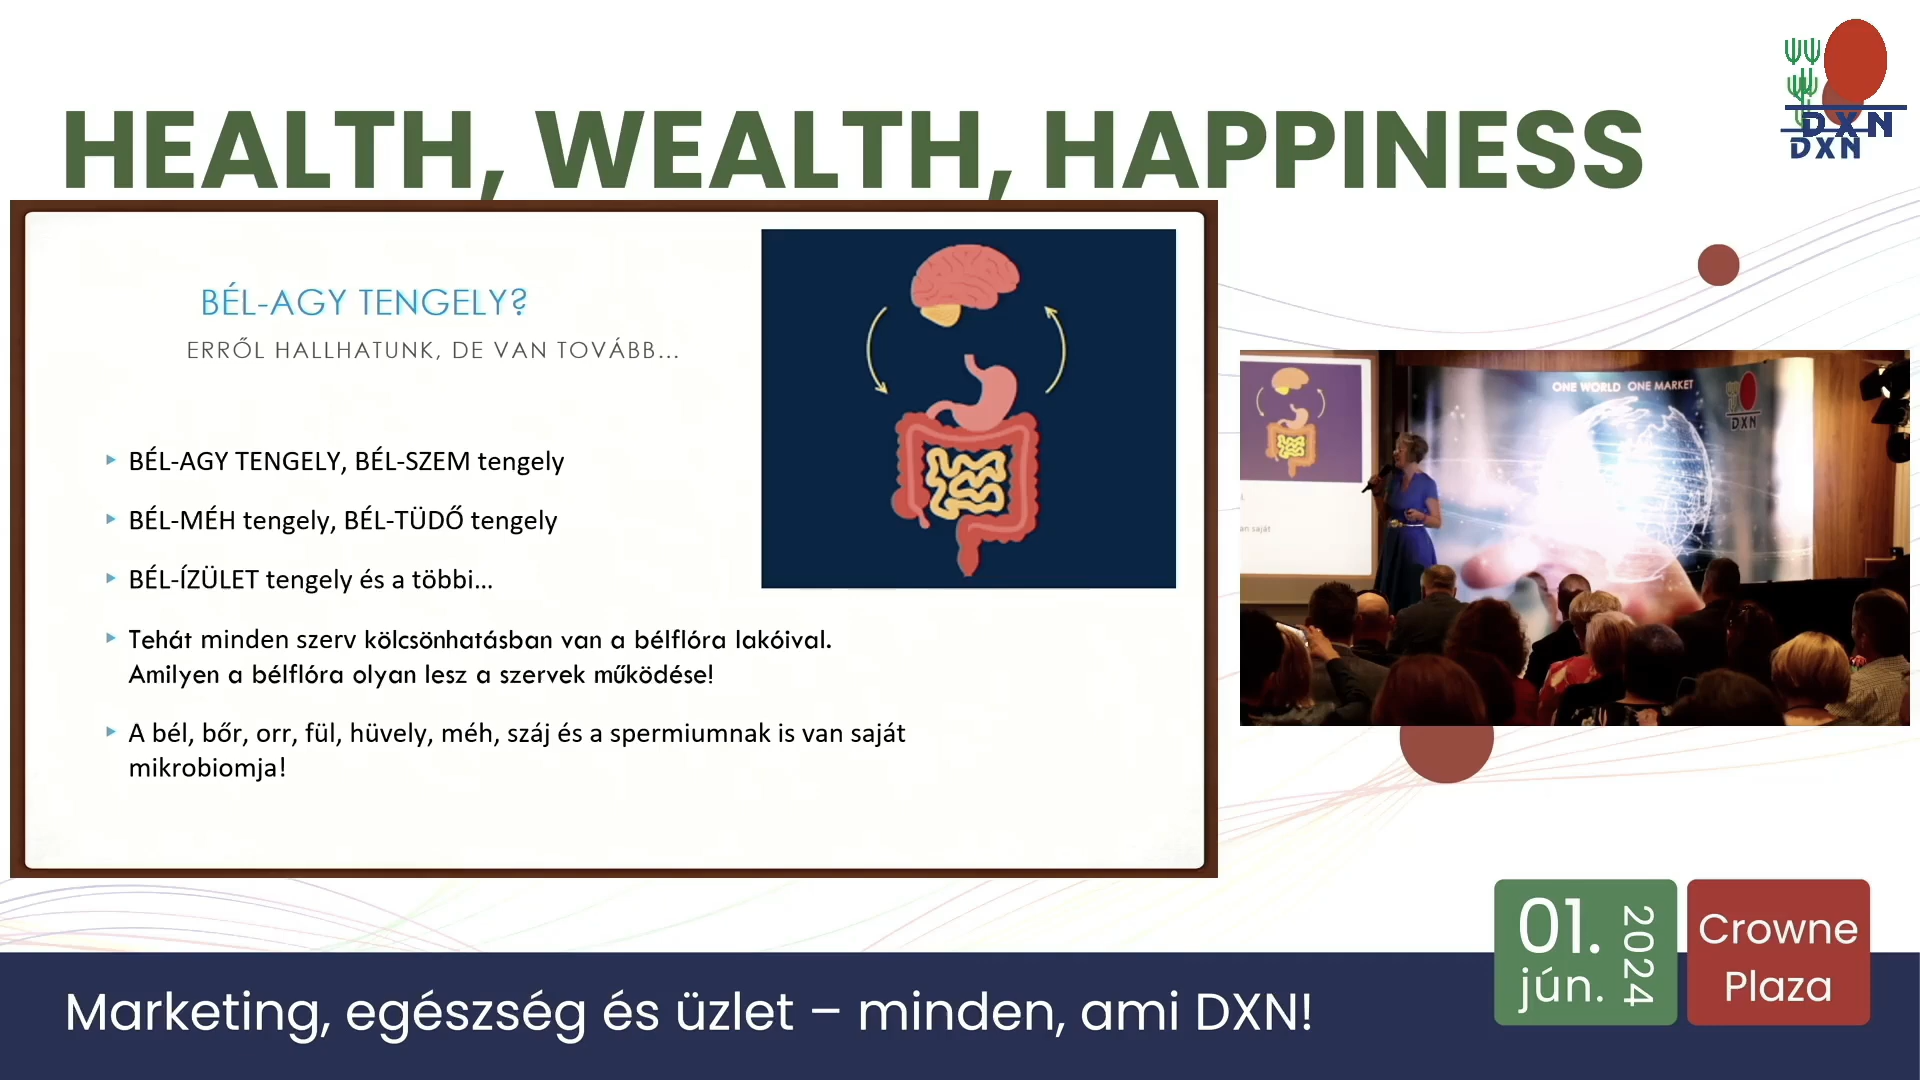 HEALTH, WEALTH, HAPPINESS
DXN
DXN
BÉL-AGY TENGELY?
ERRŐL HALLHATUNK, DE VAN TOVÁBB...
BÉL-AGY TENGELY, BÉL-SZEM tengely
BÉL-MÉH tengely, BÉL-TÜDŐ tengely
BÉL-ÍZÜLET tengely és a többi...
Tehát minden szerv kölcsönhatásban van a bélflóra lakóival.
Amilyen a bélflóra olyan lesz a szervek működése!
A bél, bőr, orr, fül, hüvely, méh, száj és a spermiumnak is van saját
mikrobiomja!
ONE WORLD ONE MARKET
DXN
an saját
01.
jún.
2024
Crowne
Plaza
Marketing, egészség és üzlet – minden, ami DXN!